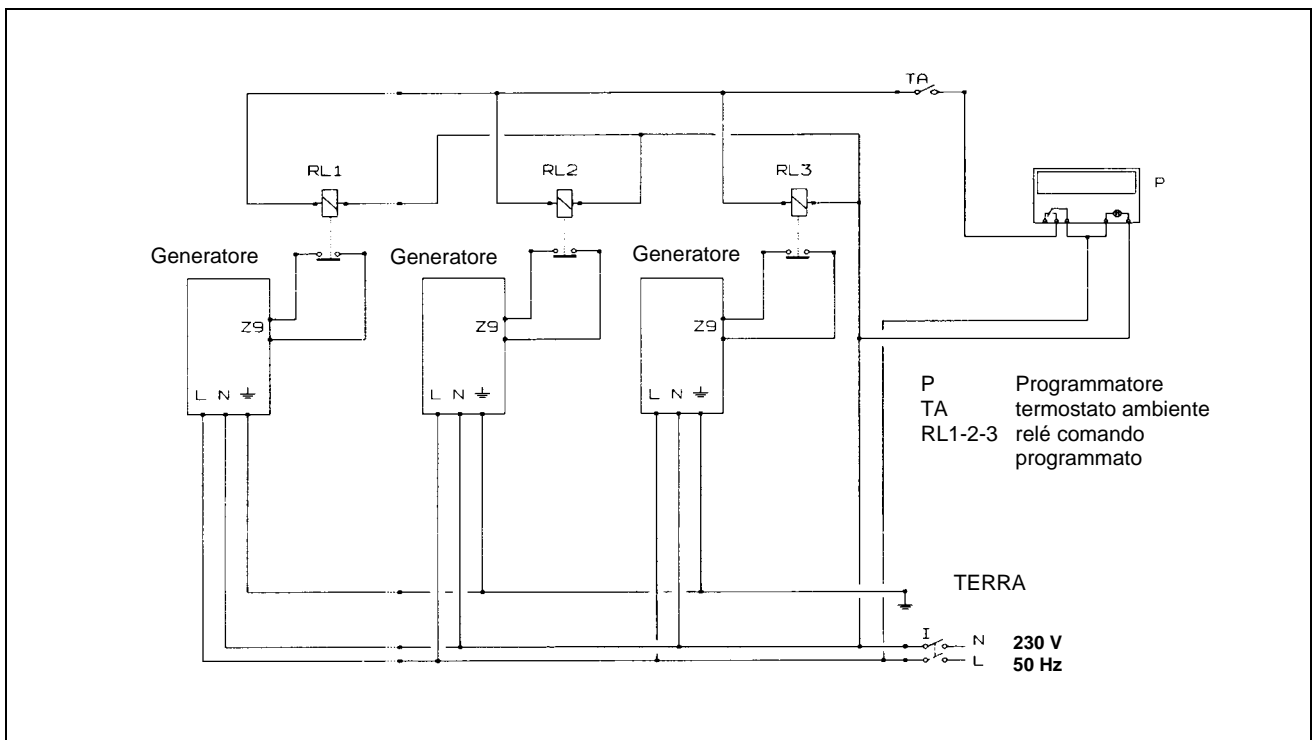 TA
RL1
RL2
RL3
P
Generatore
Generatore
Generatore
Z9
Z9
Z9
L N
L N
L N
P Programmatore
TA termostato ambiente
RL1-2-3 relé comando
programmato
TERRA
I
N 230 V
L 50 Hz